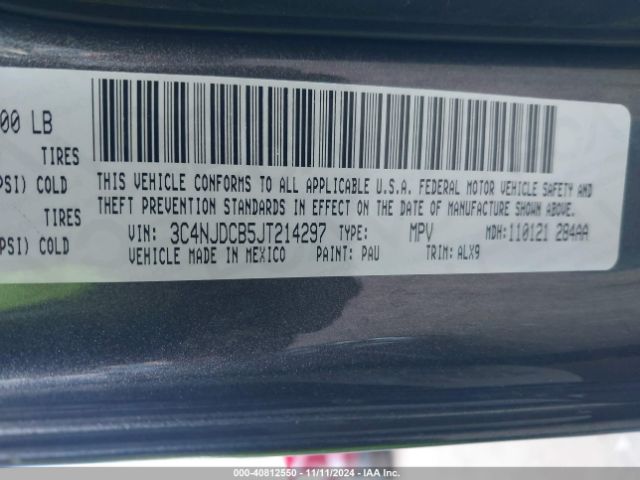 00 LB
TIRES
PSI) COLD
TIRES
PSI) COLD
THIS VEHICLE CONFORMS TO ALL APPLICABLE U.S.A. FEDERAL MOTOR VEHICLE SAFETY AND
THEFT PREVENTION STANDARDS IN EFFECT ON THE DATE OF MANUFACTURE SHOWN ABOVE.
VIN: 3C4NJDCB5JT214297 TYPE: MPV MDH:110121 284AA
VEHICLE MADE IN MEXICO PAINT: PAU TRIM: ALX9
000-40812550 - 11/11/2024 - IAA Inc.